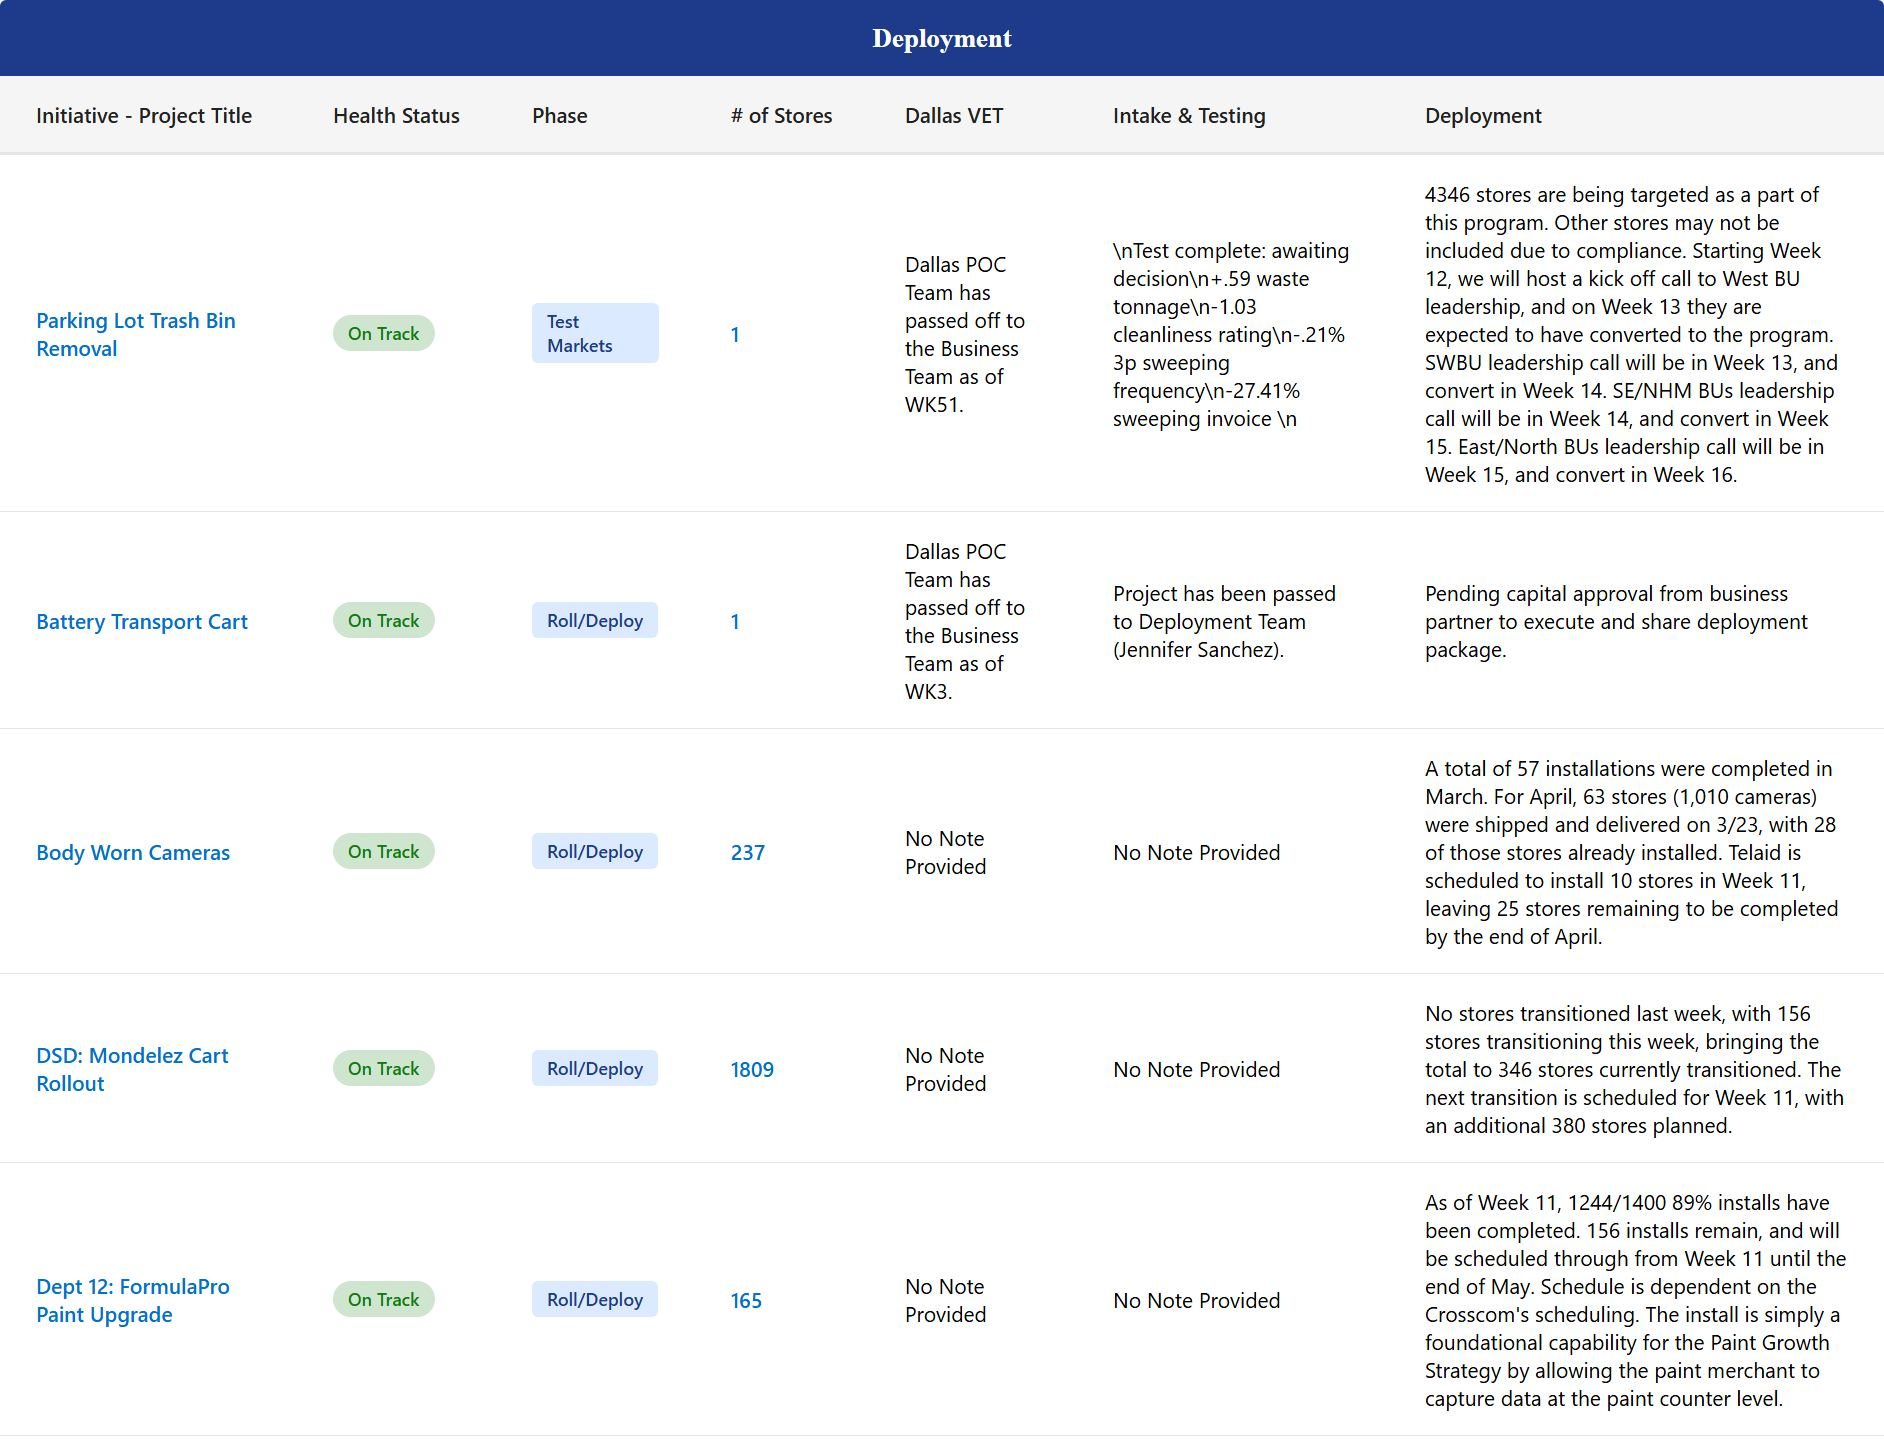 Deployment
Initiative - Project Title
Health Status
Phase
# of Stores
Dallas VET
Intake & Testing
Deployment
Parking Lot Trash Bin
Removal
On Track
Test
Markets
1
Dallas POC
Team has
passed off to
the Business
Team as of
WK51.
\nTest complete: awaiting
decision\n+.59 waste
tonnage\n-1.03
cleanliness rating\n-.21%
3p sweeping
frequency\n-27.41%
sweeping invoice \n
4346 stores are being targeted as a part of
this program. Other stores may not be
included due to compliance. Starting Week
12, we will host a kick off call to West BU
leadership, and on Week 13 they are
expected to have converted to the program.
SWBU leadership call will be in Week 13, and
convert in Week 14. SE/NHM BUs leadership
call will be in Week 14, and convert in Week
15. East/North BUs leadership call will be in
Week 15, and convert in Week 16.
Battery Transport Cart
On Track
Roll/Deploy
1
Dallas POC
Team has
passed off to
the Business
Team as of
WK3.
Project has been passed
to Deployment Team
(Jennifer Sanchez).
Pending capital approval from business
partner to execute and share deployment
package.
Body Worn Cameras
On Track
Roll/Deploy
237
No Note
Provided
No Note Provided
A total of 57 installations were completed in
March. For April, 63 stores (1,010 cameras)
were shipped and delivered on 3/23, with 28
of those stores already installed. Telaid is
scheduled to install 10 stores in Week 11,
leaving 25 stores remaining to be completed
by the end of April.
DSD: Mondelez Cart
Rollout
On Track
Roll/Deploy
1809
No Note
Provided
No Note Provided
No stores transitioned last week, with 156
stores transitioning this week, bringing the
total to 346 stores currently transitioned. The
next transition is scheduled for Week 11, with
an additional 380 stores planned.
Dept 12: FormulaPro
Paint Upgrade
On Track
Roll/Deploy
165
No Note
Provided
No Note Provided
As of Week 11, 1244/1400 89% installs have
been completed. 156 installs remain, and will
be scheduled through from Week 11 until the
end of May. Schedule is dependent on the
Crosscom's scheduling. The install is simply a
foundational capability for the Paint Growth
Strategy by allowing the paint merchant to
capture data at the paint counter level.